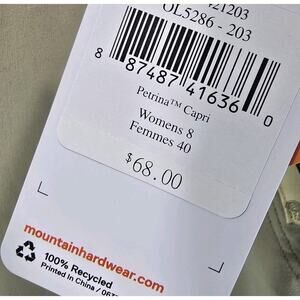 OL5286 - 203
8 87487 41636 0
Petrina™ Capri
Womens 8
Femmes 40
$68.00
mountainhardwear.com
100% Recycled
Printed in China / 06